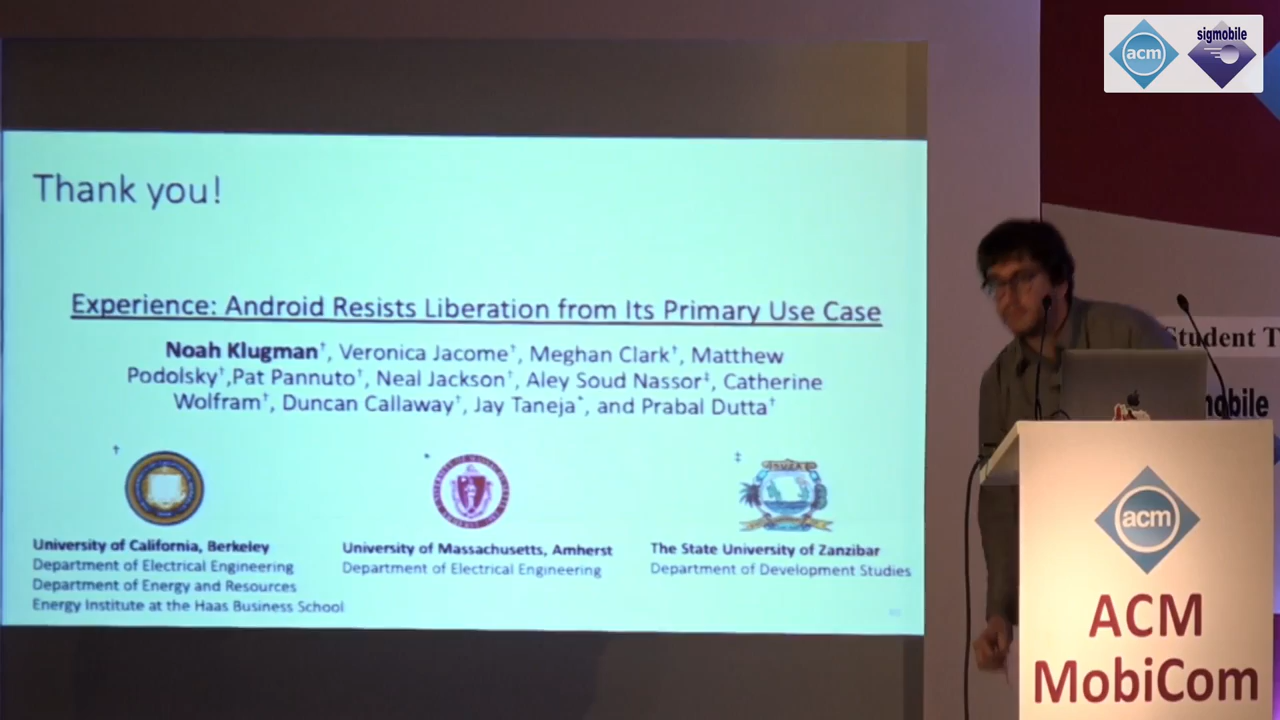 acm
sigmobile
Thank you!
Experience: Android Resists Liberation from Its Primary Use Case
Noah Klugman†, Veronica Jacome†, Meghan Clark†, Matthew
Podolsky†,Pat Pannuto†, Neal Jackson†, Aley Soud Nassor‡, Catherine
Wolfram†, Duncan Callaway†, Jay Taneja*, and Prabal Dutta†
†
*
‡
University of California, Berkeley
Department of Electrical Engineering
Department of Energy and Resources
Energy Institute at the Haas Business School
University of Massachusetts, Amherst
Department of Electrical Engineering
The State University of Zanzibar
Department of Development Studies
Student T
mobile
acm
ACM
MobiCom